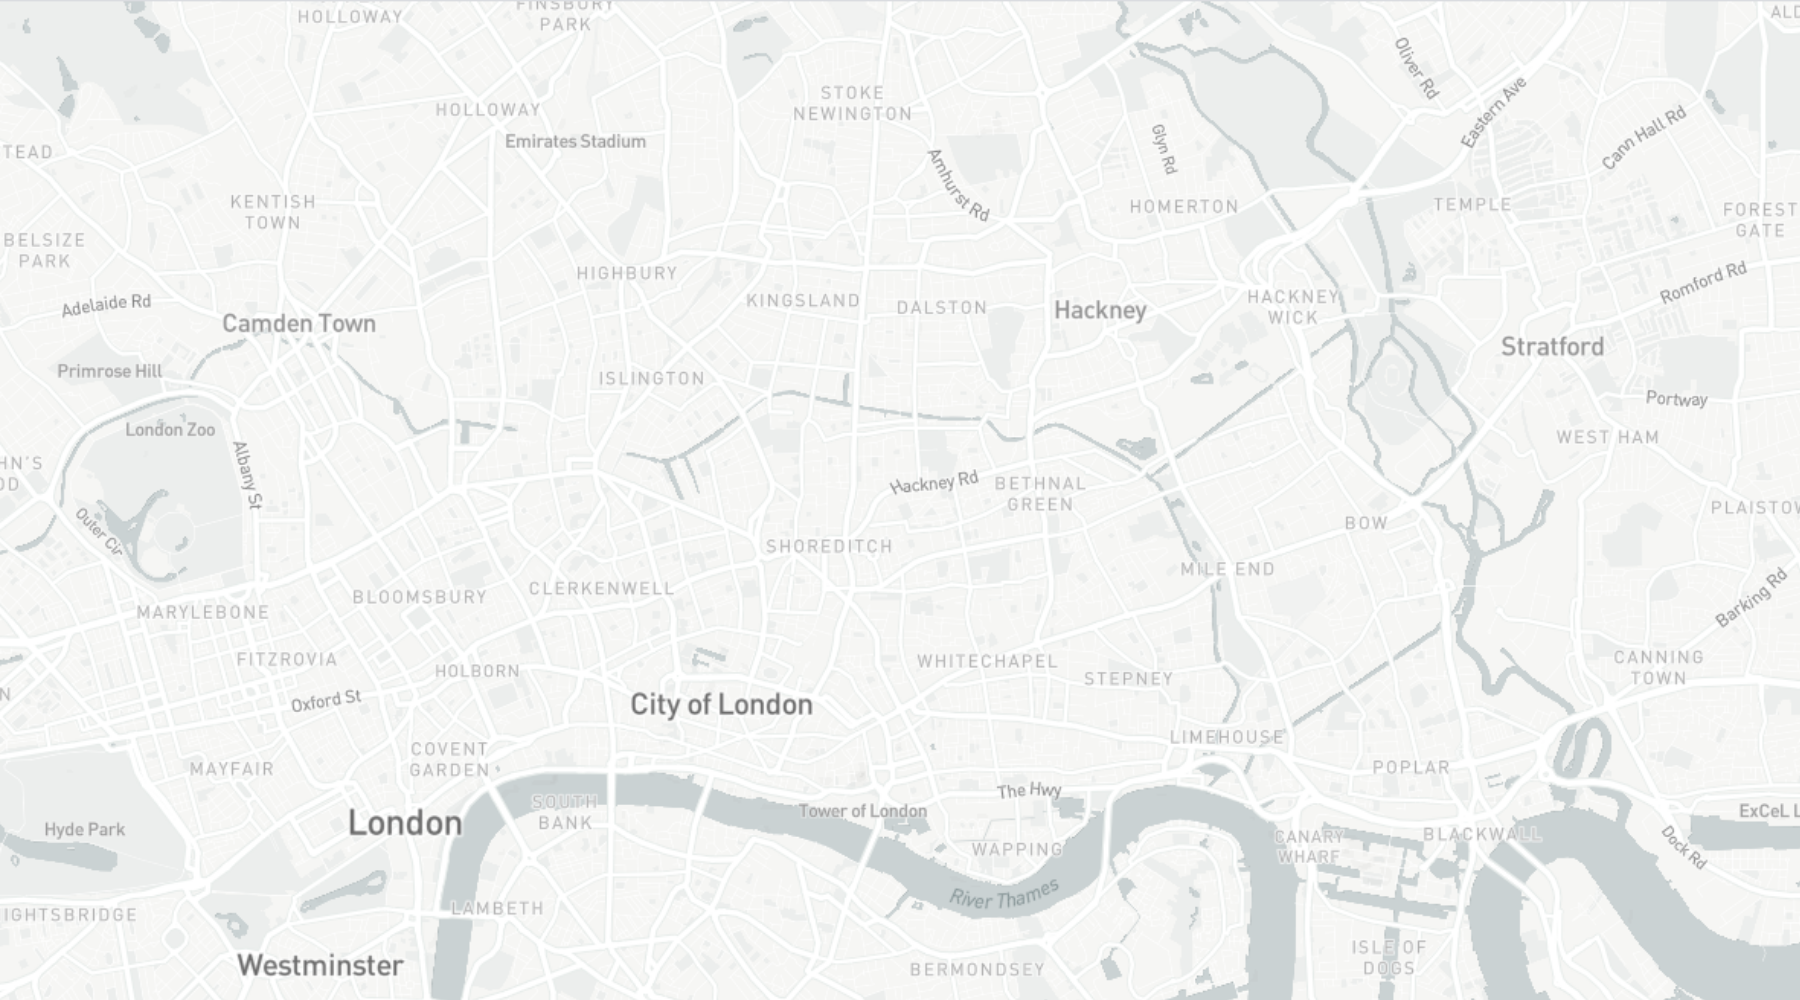 HOLLOWAY
FINSBURY
PARK
Oliver Rd
STOKE
NEWINGTON
Eastern Ave
HOLLOWAY
Emirates Stadium
Cann Hall Rd
TEAD
Glyn Rd
Amhurst Rd
KENTISH
TOWN
HOMERTON
TEMPLE
FOREST
GATE
BELSIZE
PARK
HIGHBURY
Romford Rd
Adelaide Rd
KINGSLAND
DALSTON
Hackney
HACKNEY
WICK
Camden Town
Stratford
Primrose Hill
ISLINGTON
Portway
London Zoo
WEST HAM
HN'S
OD
Albany St
Hackney Rd
BETHNAL
GREEN
PLAISTOW
Outer Cir
BOW
SHOREDITCH
MILE END
BLOOMSBURY
CLERKENWELL
MARYLEBONE
Barking Rd
FITZROVIA
HOLBORN
WHITECHAPEL
STEPNEY
CANNING
TOWN
N
Oxford St
City of London
LIMEHOUSE
COVENT
GARDEN
MAYFAIR
POPLAR
The Hwy
SOUTH
BANK
Tower of London
ExCeL L
London
Hyde Park
WAPPING
CANARY
WHARF
BLACKWALL
Dock Rd
River Thames
IGHTSBRIDGE
LAMBETH
Westminster
BERMONDSEY
ISLE OF
DOGS